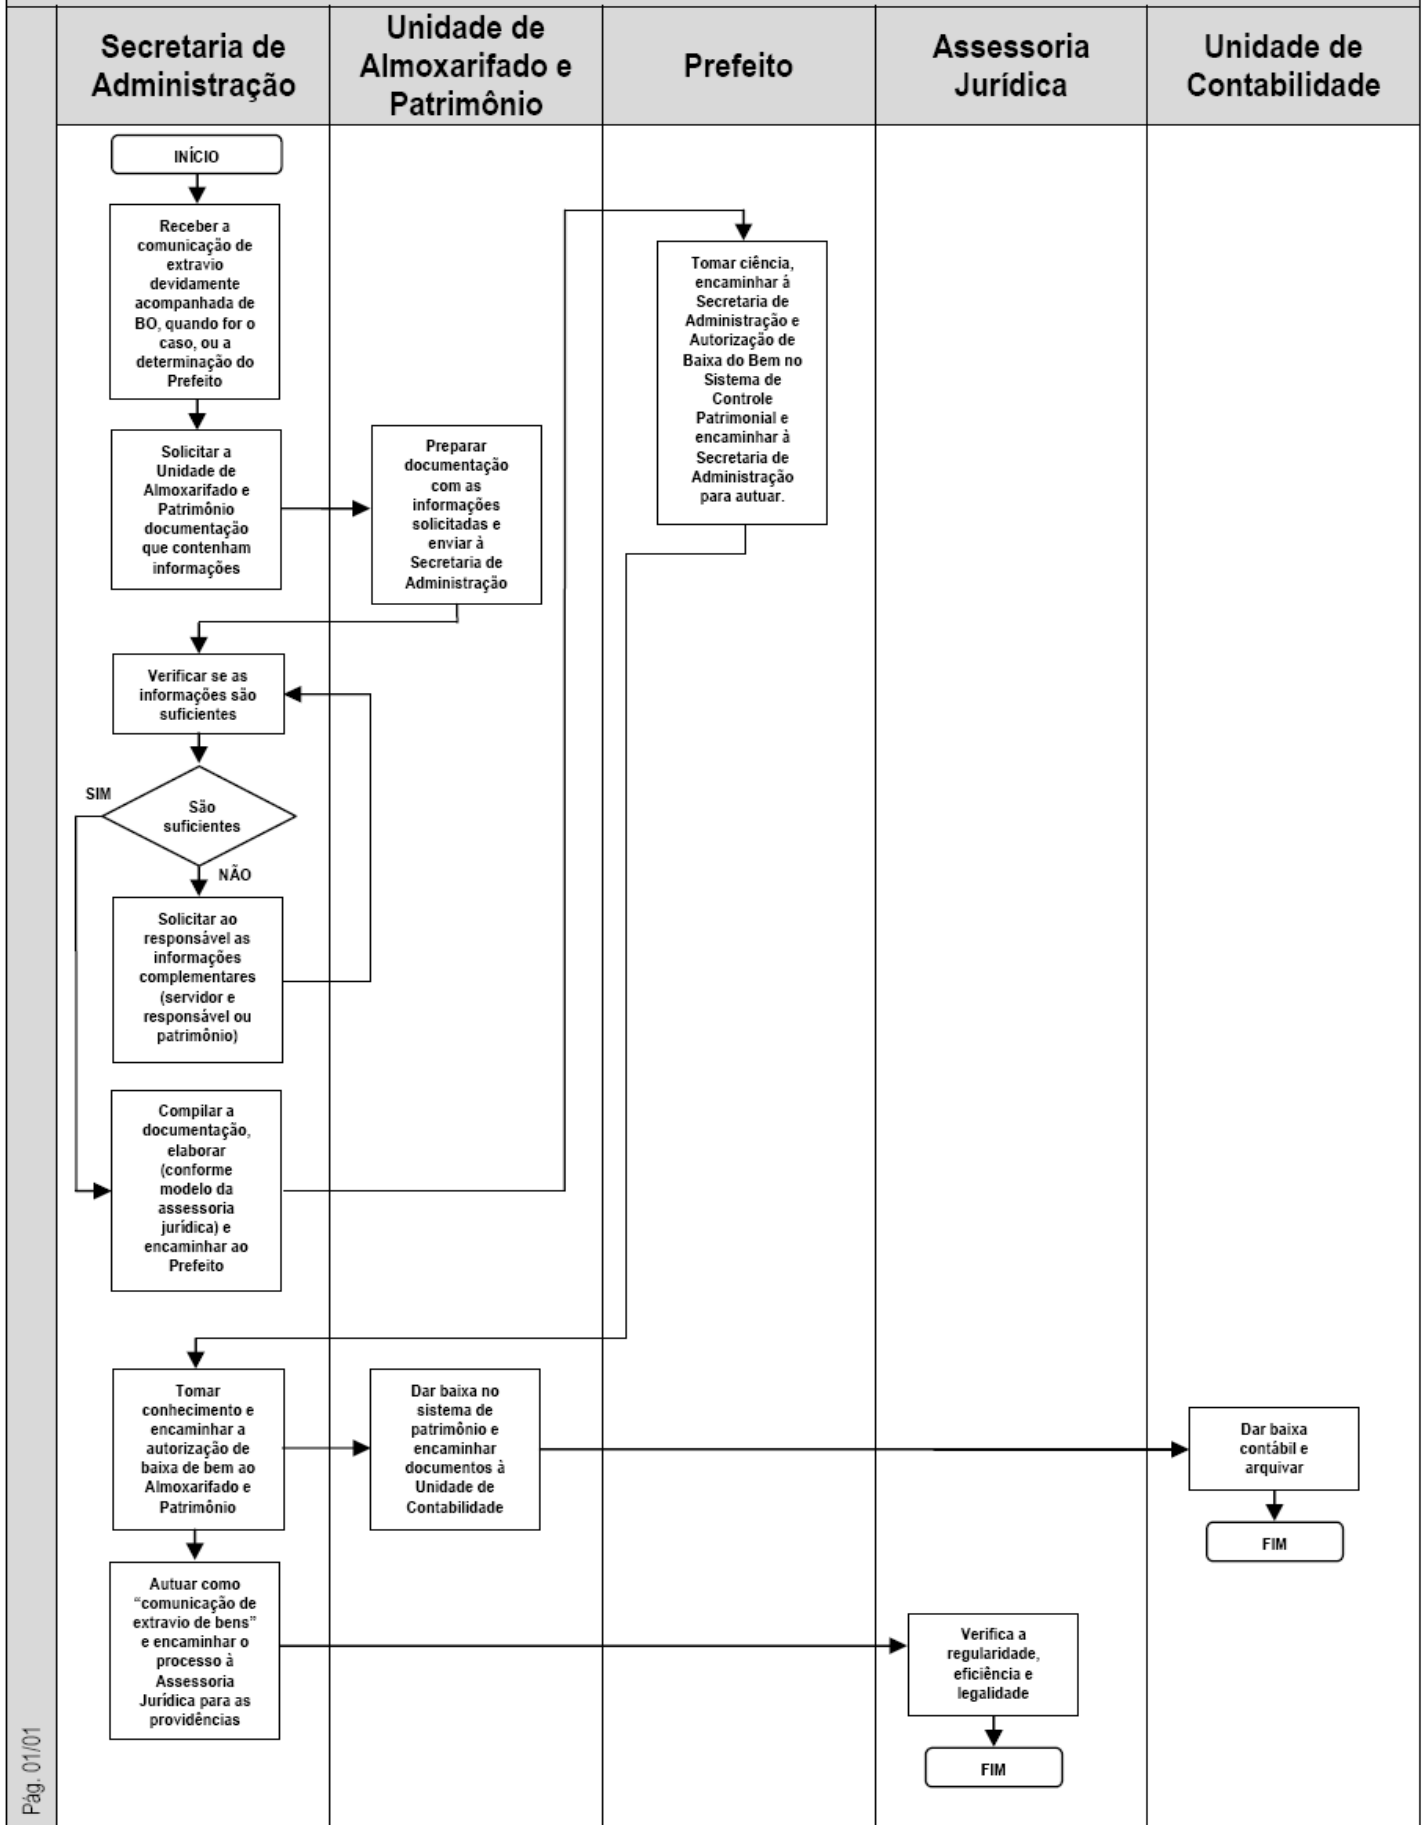 Secretaria de
Administração
Unidade de
Almoxarifado e
Patrimônio
Prefeito
Assessoria
Jurídica
Unidade de
Contabilidade
INÍCIO
Receber a
comunicação de
extravio
devidamente
acompanhada de
BO, quando for o
caso, ou a
determinação do
Prefeito
Solicitar a
Unidade de
Almoxarifado e
Patrimônio
documentação
que contenham
informações
Preparar
documentação
com as
informações
solicitadas e
enviar à
Secretaria de
Administração
Tomar ciência,
encaminhar á
Secretaria de
Administração e
Autorização de
Baixa do Bem no
Sistema de
Controle
Patrimonial e
encaminhar à
Secretaria de
Administração
para autuar.
Verificar se as
informações são
suficientes
SIM
São
suficientes
NÃO
Solicitar ao
responsável as
informações
complementares
(servidor e
responsável ou
patrimônio)
Compilar a
documentação,
elaborar
(conforme
modelo da
assessoria
jurídica) e
encaminhar ao
Prefeito
Tomar
conhecimento e
encaminhar a
autorização de
baixa de bem ao
Almoxarifado e
Patrimônio
Dar baixa no
sistema de
patrimônio e
encaminhar
documentos à
Unidade de
Contabilidade
Dar baixa
contábil e
arquivar
FIM
Autuar como
“comunicação de
extravio de bens”
e encaminhar o
processo à
Assessoria
Jurídica para as
providências
Verifica a
regularidade,
eficiência e
legalidade
FIM
Pág. 01/01